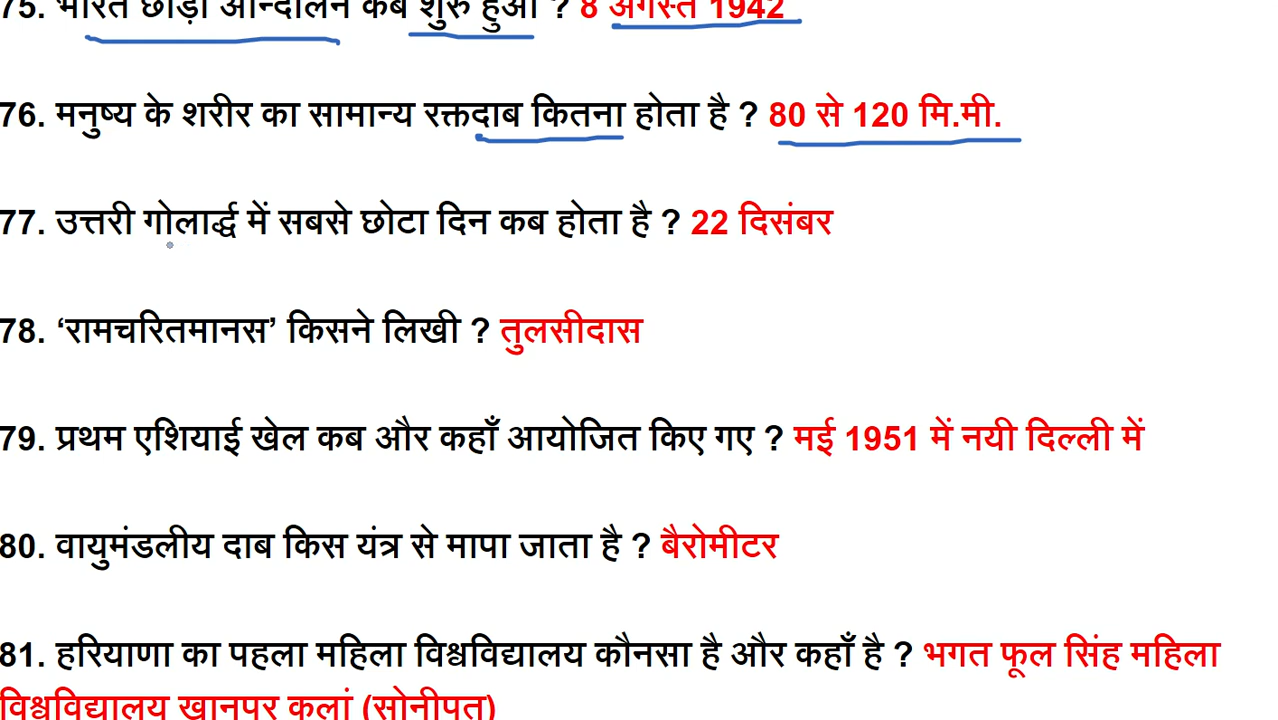 75. भारत छोड़ो आन्दोलन कब शुरु हुआ ? 8 अगस्त 1942
76. मनुष्य के शरीर का सामान्य रक्तदाब कितना होता है ? 80 से 120 मि.मी.
77. उत्तरी गोलार्द्ध में सबसे छोटा दिन कब होता है ? 22 दिसंबर
78. ‘रामचरितमानस’ किसने लिखी ? तुलसीदास
79. प्रथम एशियाई खेल कब और कहाँ आयोजित किए गए ? मई 1951 में नयी दिल्ली में
80. वायुमंडलीय दाब किस यंत्र से मापा जाता है ? बैरोमीटर
81. हरियाणा का पहला महिला विश्वविद्यालय कौनसा है और कहाँ है ? भगत फूल सिंह महिला
विश्वविद्यालय खानपुर कलां (सोनीपत)